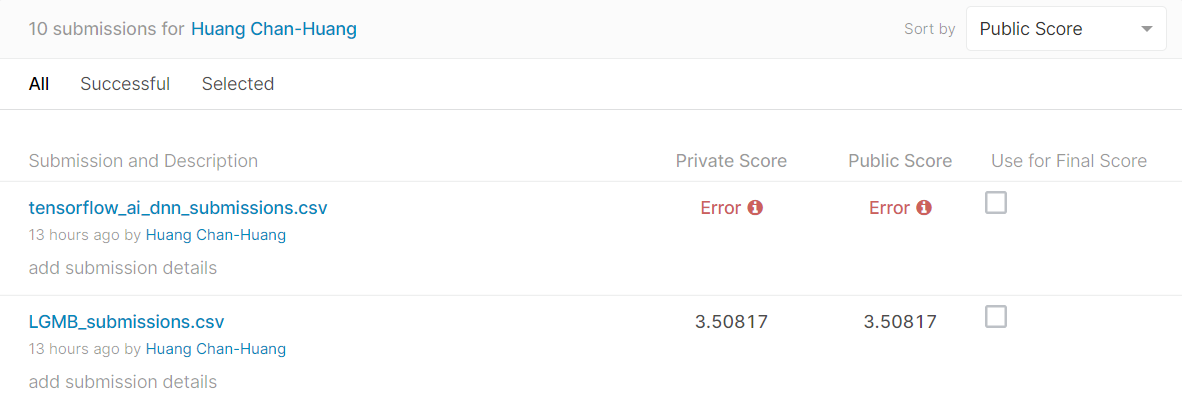 10 submissions for Huang Chan-Huang
Sort by Public Score
All Successful Selected
Submission and Description Private Score Public Score Use for Final Score
tensorflow_ai_dnn_submissions.csv Error Error
13 hours ago by Huang Chan-Huang
add submission details
LGMB_submissions.csv 3.50817 3.50817
13 hours ago by Huang Chan-Huang
add submission details